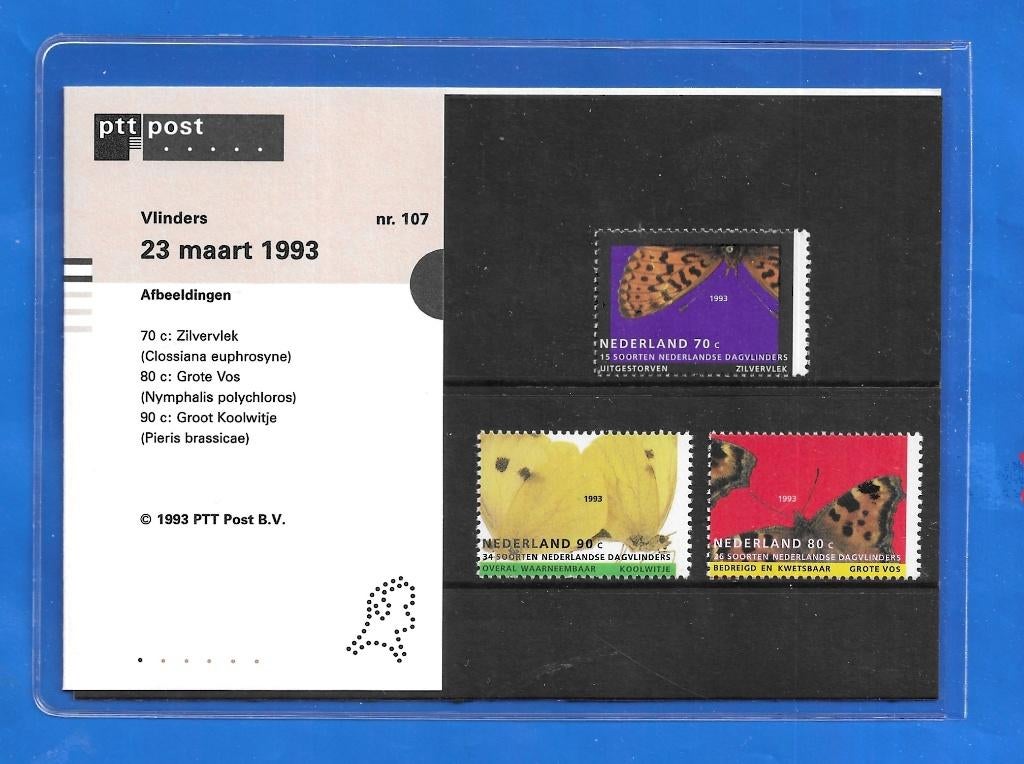 ptt post
Vlinders nr. 107
23 maart 1993
Afbeeldingen
70 c: Zilvervlek
(Clossiana euphrosyne)
80 c: Grote Vos
(Nymphalis polychloros)
90 c: Groot Koolwitje
(Pieris brassicae)
© 1993 PTT Post B.V.
1993
NEDERLAND 70 c
15 SOORTEN NEDERLANDSE DAGVLINDERS
UITGESTORVEN ZILVERVLEK
1993
NEDERLAND 90 c
34 SOORTEN NEDERLANDSE DAGVLINDERS
OVERAL WAARNEEMBAAR KOOLWITJE
1993
NEDERLAND 80 c
26 SOORTEN NEDERLANDSE DAGVLINDERS
BEDREIGD EN KWETSBAAR GROTE VOS